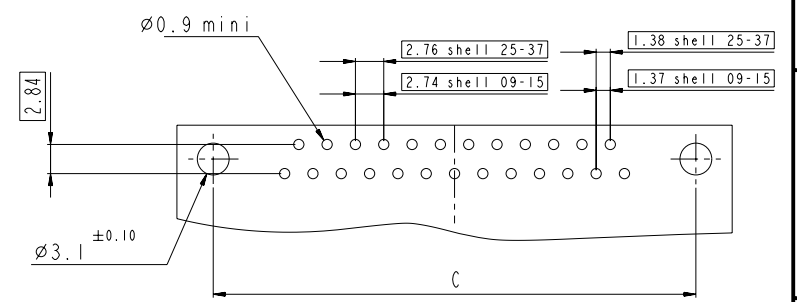 Ø0.9 mini
2.76 shell 25-37
2.74 shell 09-15
1.38 shell 25-37
1.37 shell 09-15
2.84
Ø3.1 ±0.10
C